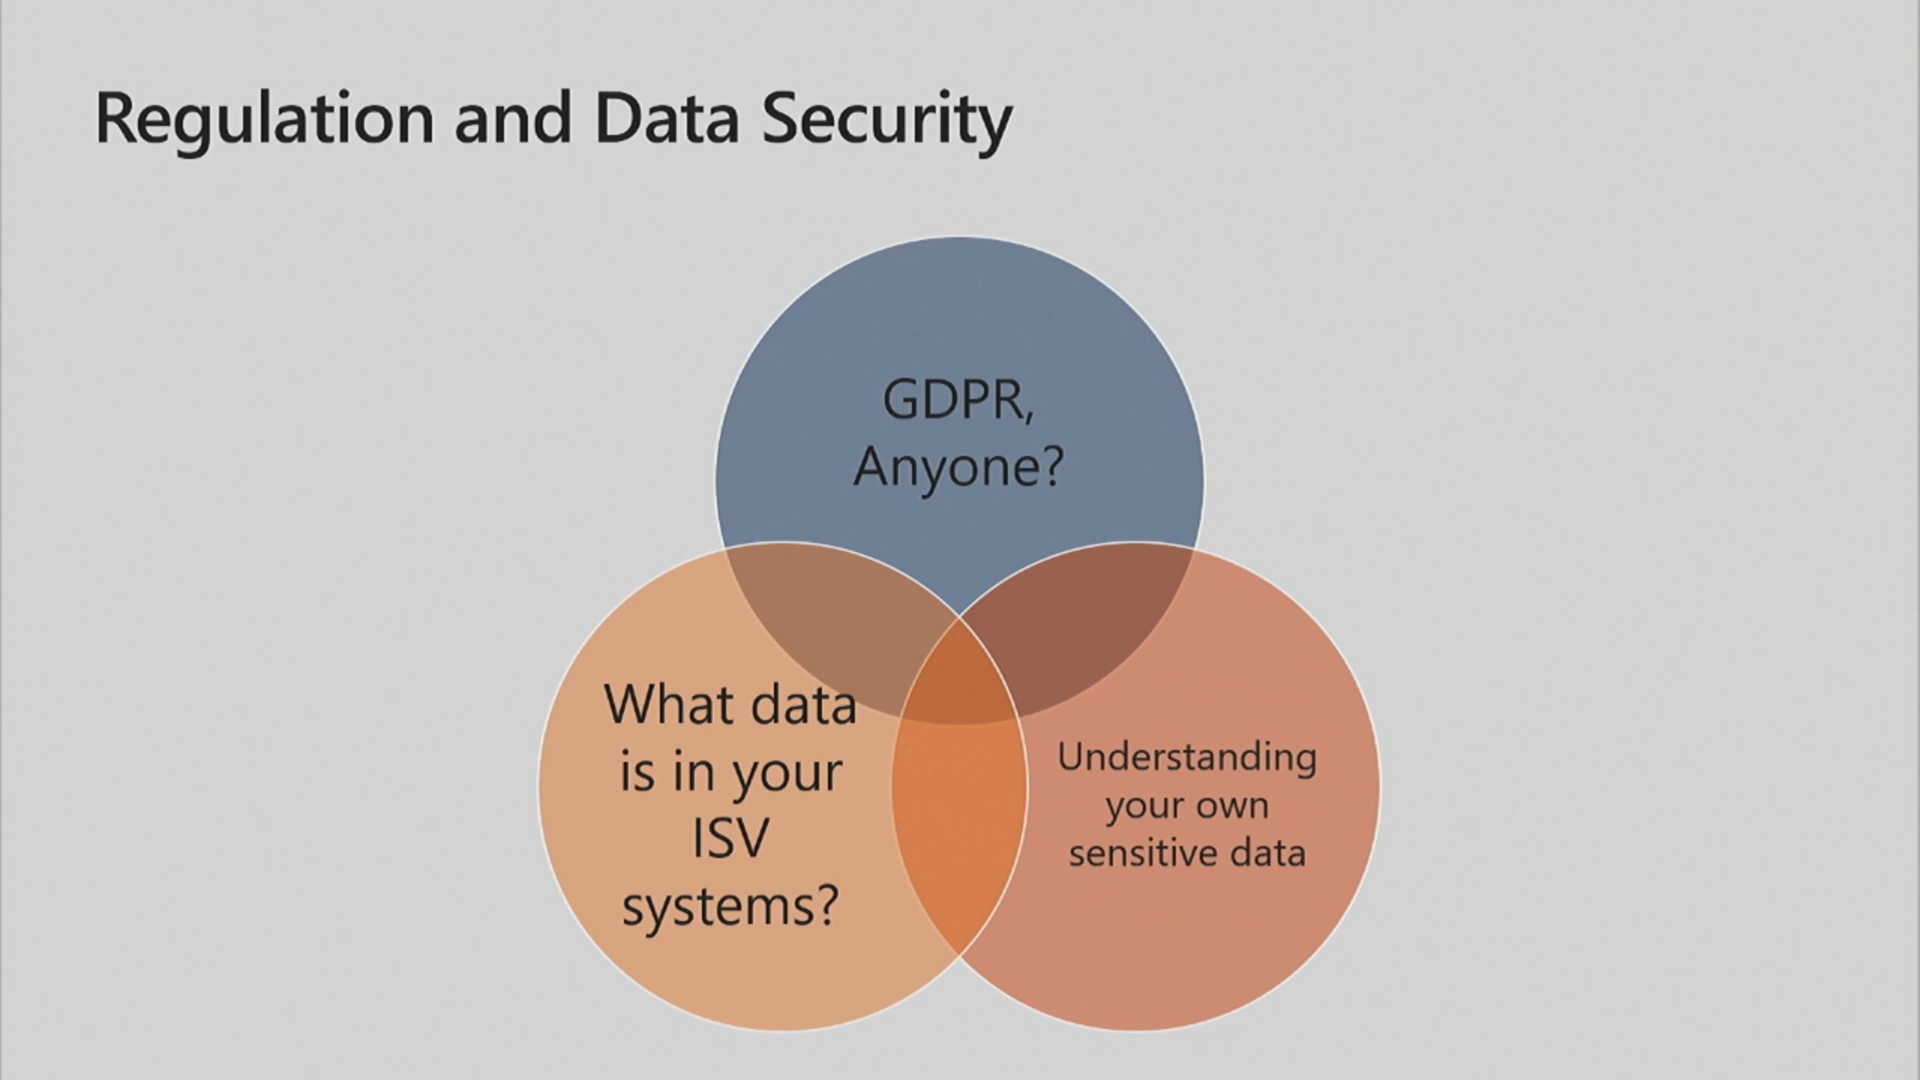 Regulation and Data Security
GDPR,
Anyone?
What data
is in your
ISV
systems?
Understanding
your own
sensitive data